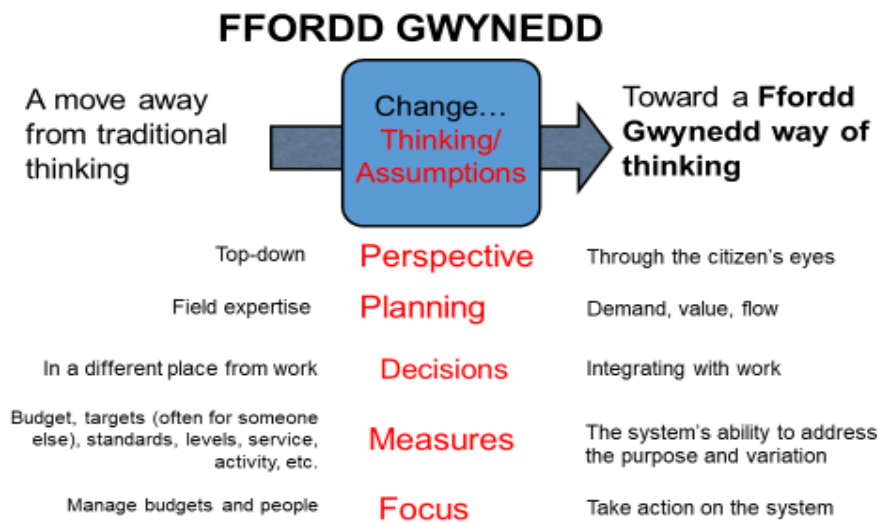 FFORDD GWYNEDD
A move away
from traditional
thinking
Change…
Thinking/
Assumptions
Toward a Ffordd
Gwynedd way of
thinking
Top-down
Perspective
Through the citizen's eyes
Field expertise
Planning
Demand, value, flow
In a different place from work
Decisions
Integrating with work
Budget, targets (often for someone
else), standards, levels, service,
activity, etc.
Measures
The system's ability to address
the purpose and variation
Manage budgets and people
Focus
Take action on the system